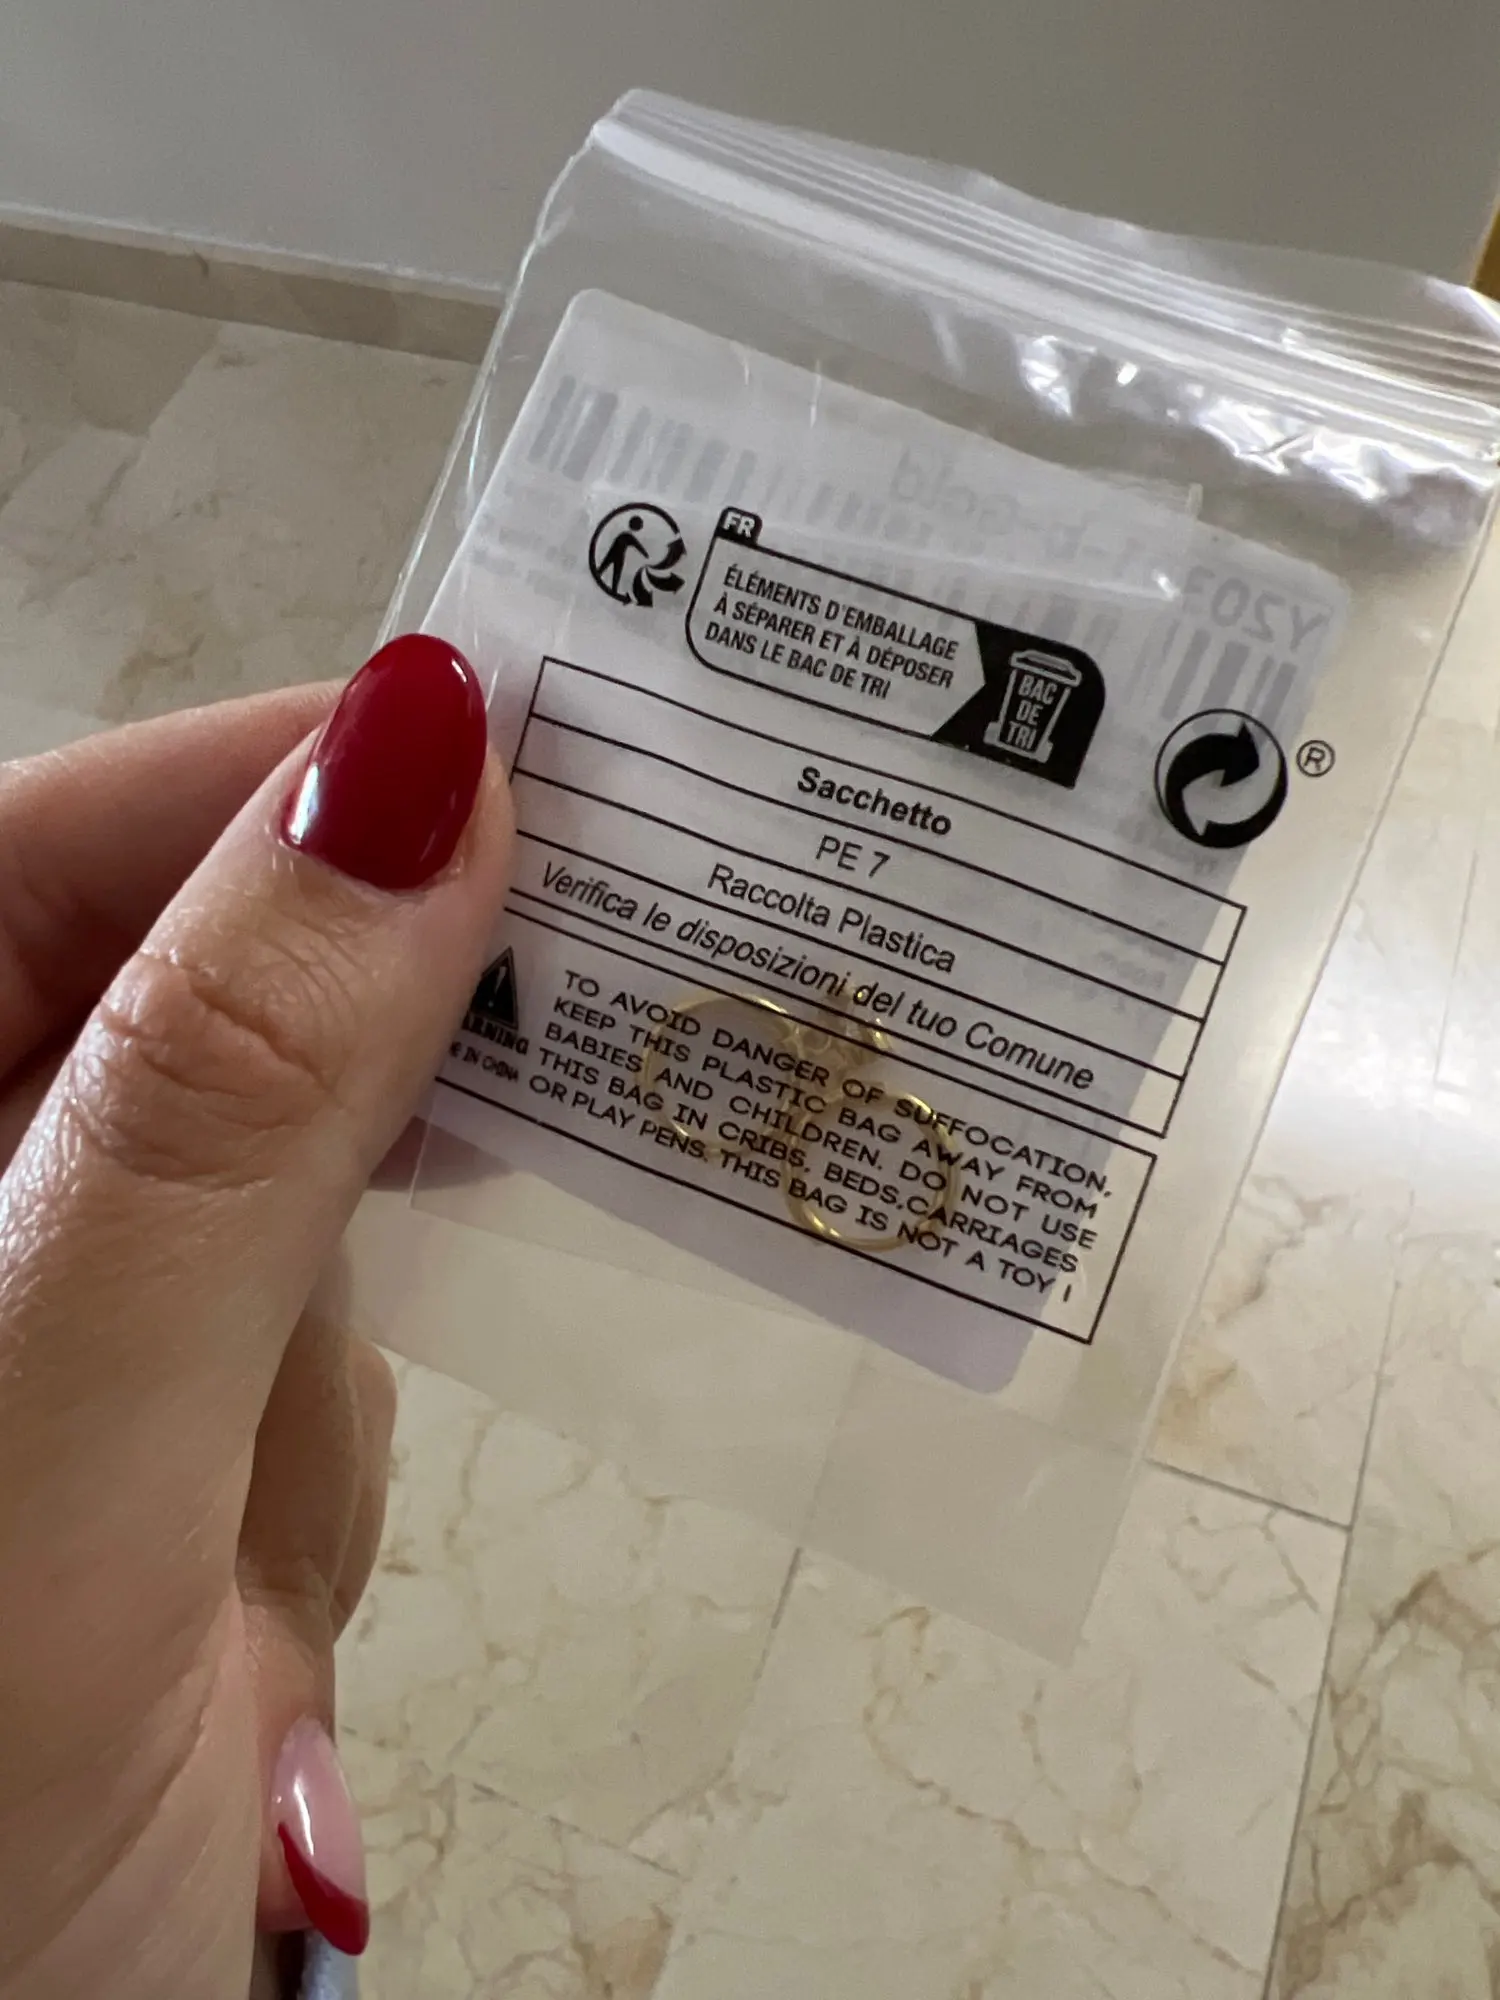 FR
ÉLÉMENTS D'EMBALLAGE
À SÉPARER ET À DÉPOSER
DANS LE BAC DE TRI
BAC
DE
TRI
®
Sacchetto
PE 7
Raccolta Plastica
Verifica le disposizioni del tuo Comune
TO AVOID DANGER OF SUFFOCATION,
KEEP THIS PLASTIC BAG AWAY FROM
BABIES AND CHILDREN. DO NOT USE
THIS BAG IN CRIBS, BEDS,CARRIAGES
OR PLAY PENS. THIS BAG IS NOT A TOY !
IN CHINA